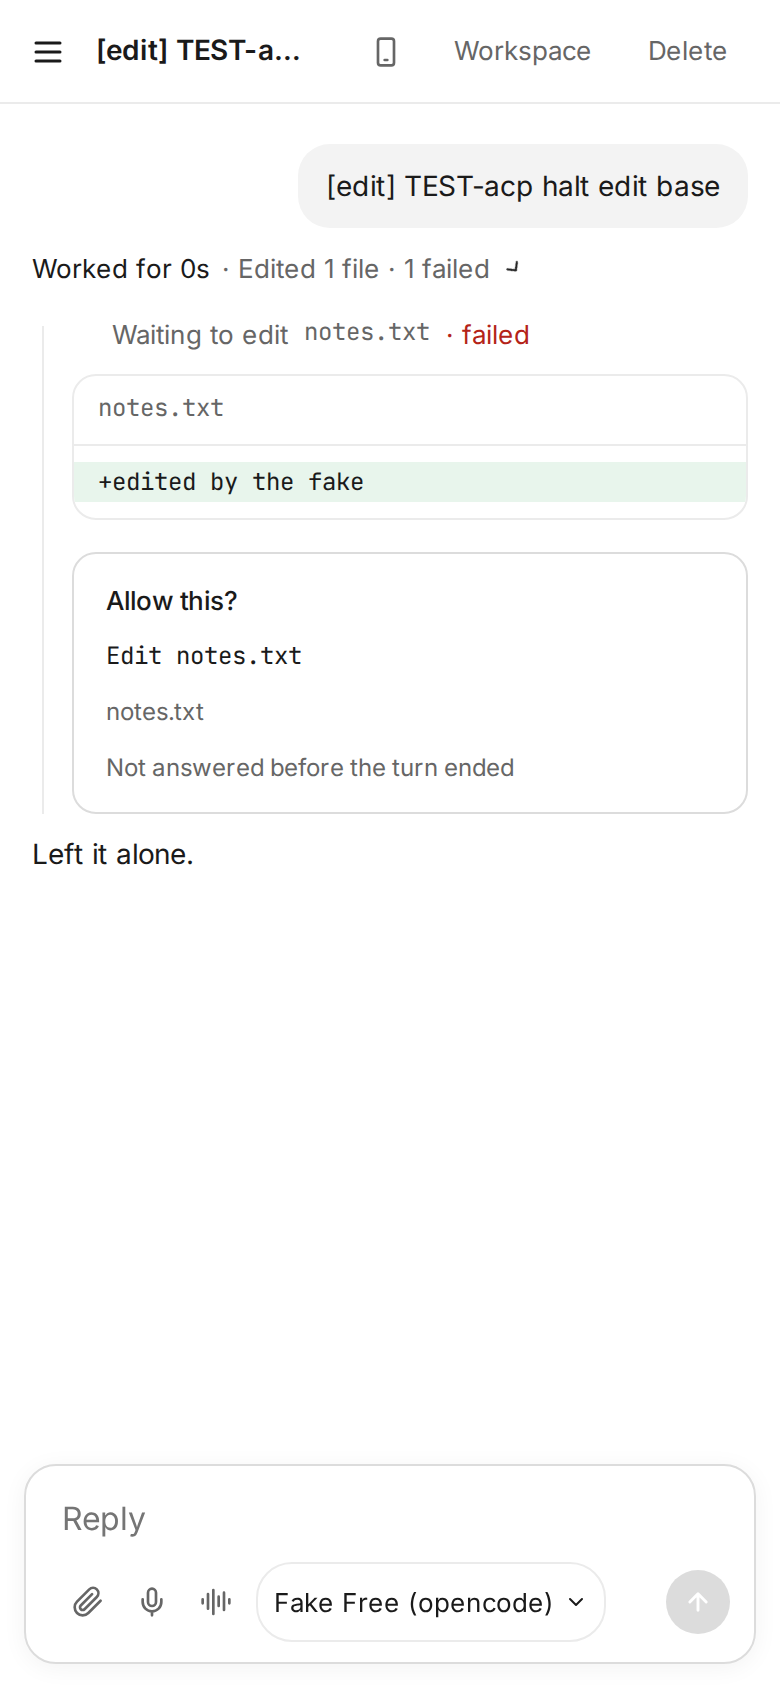 [edit] TEST-a...
Workspace
Delete
[edit] TEST-acp halt edit base
Worked for 0s · Edited 1 file · 1 failed
Waiting to edit notes.txt · failed
notes.txt
+edited by the fake
Allow this?
Edit notes.txt
notes.txt
Not answered before the turn ended
Left it alone.
Reply
Fake Free (opencode)